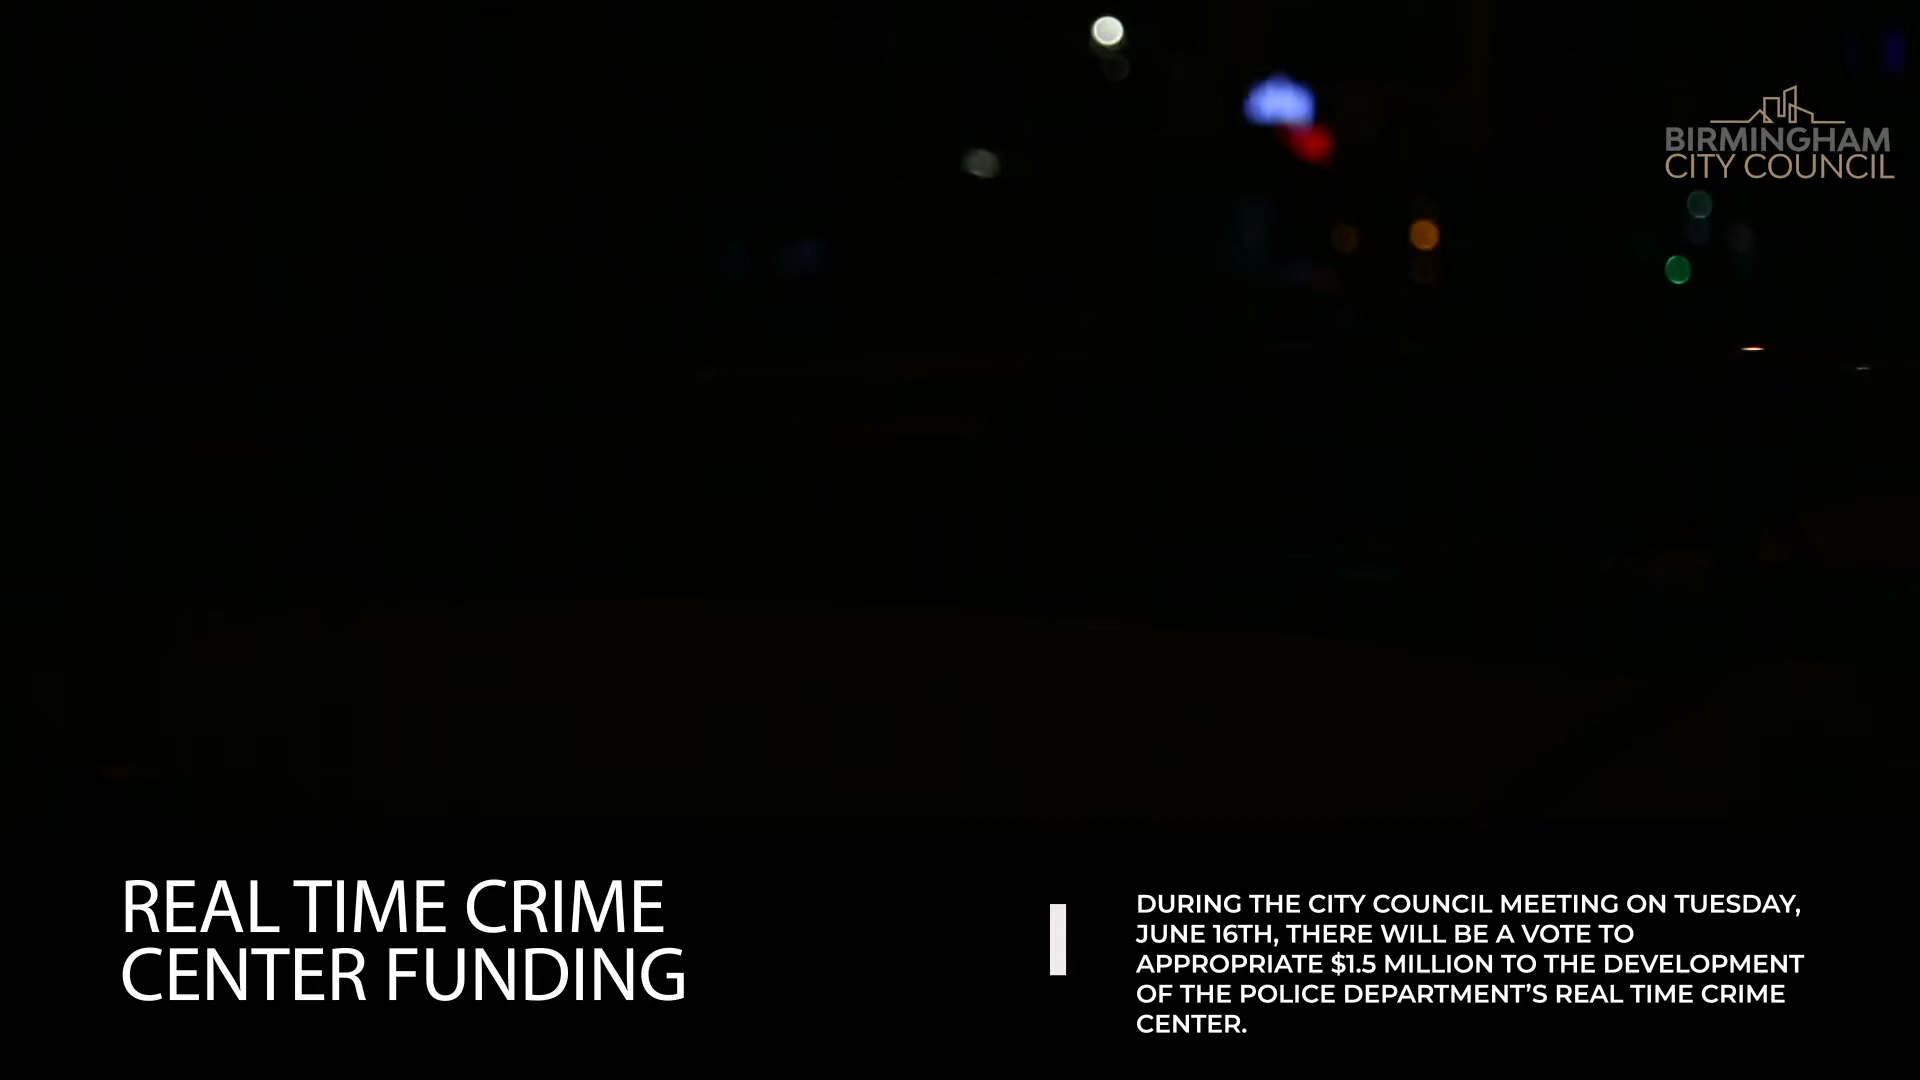 BIRMINGHAM
CITY COUNCIL
REAL TIME CRIME
CENTER FUNDING
DURING THE CITY COUNCIL MEETING ON TUESDAY,
JUNE 16TH, THERE WILL BE A VOTE TO
APPROPRIATE $1.5 MILLION TO THE DEVELOPMENT
OF THE POLICE DEPARTMENT’S REAL TIME CRIME
CENTER.